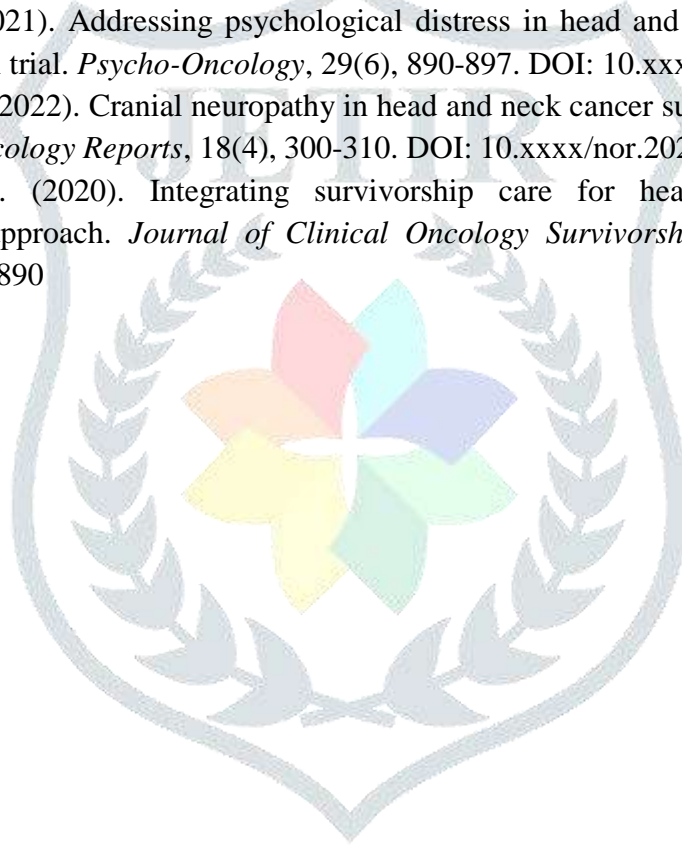 021). Addressing psychological distress in head and
trial. Psycho-Oncology, 29(6), 890-897. DOI: 10.xxx
2022). Cranial neuropathy in head and neck cancer su
cology Reports, 18(4), 300-310. DOI: 10.xxxx/nor.202
. (2020). Integrating survivorship care for hea
pproach. Journal of Clinical Oncology Survivorsh
890
JETIR